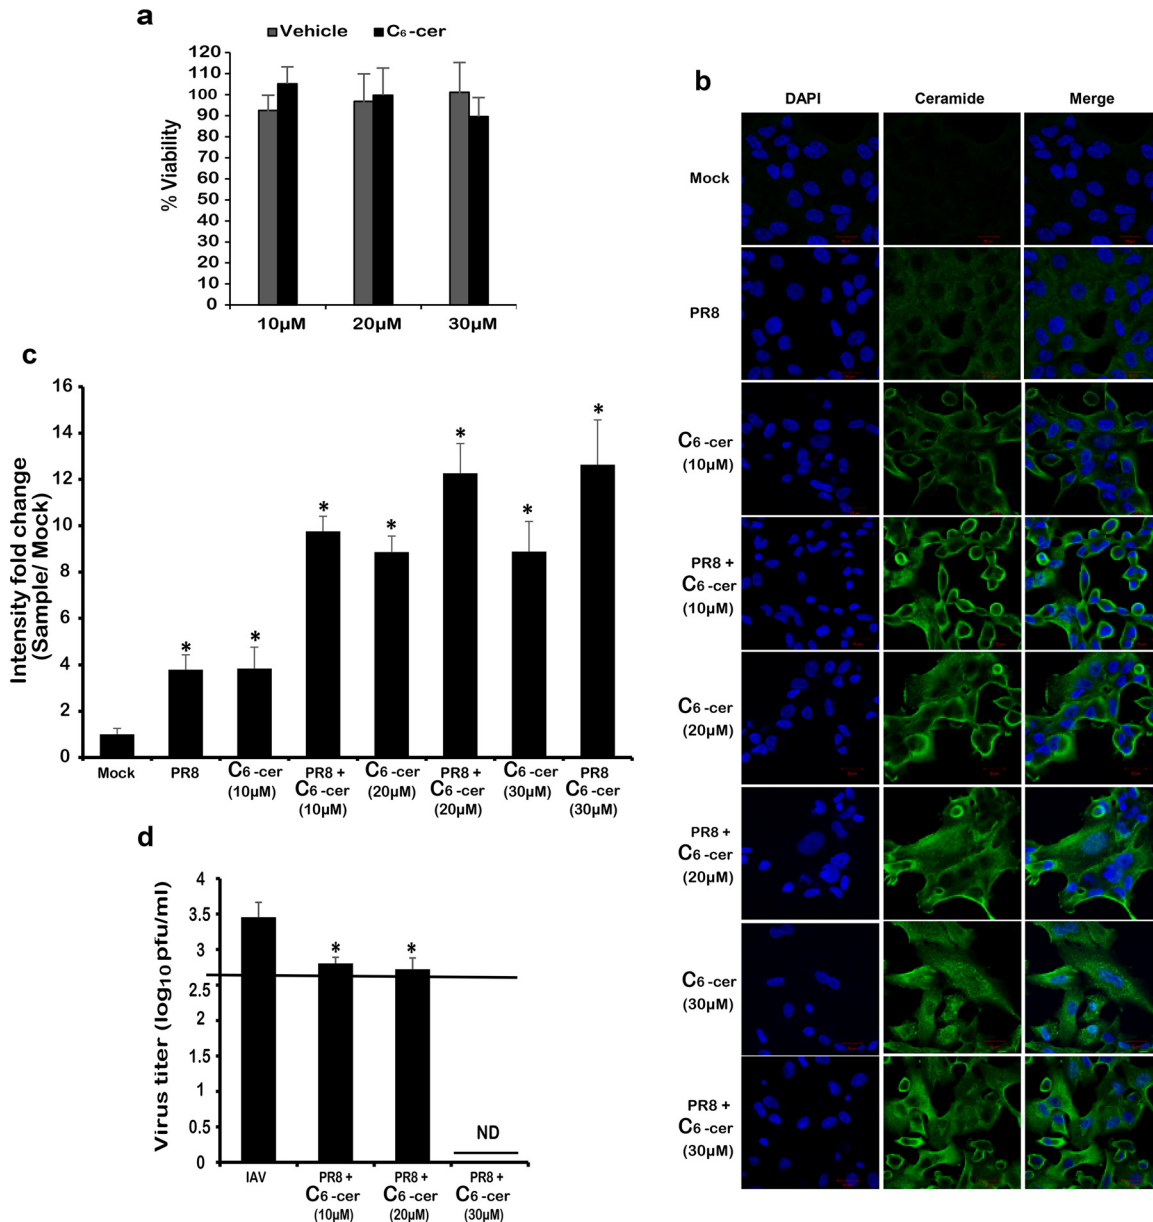 a
Vehicle C6-cer
120
110
100
90
80
70
60
50
40
30
20
10
0
% Viability
10µM 20µM 30µM
b
DAPI Ceramide Merge
Mock
PR8
C6-cer
(10µM)
PR8 +
C6-cer
(10µM)
C6-cer
(20µM)
PR8 +
C6-cer
(20µM)
C6-cer
(30µM)
PR8 +
C6-cer
(30µM)
c
16
14
12
10
8
6
4
2
0
Intensity fold change
(Sample/ Mock)
* * * * * * *
Mock PR8 C6-cer PR8 + C6-cer PR8 + C6-cer PR8
(10µM) C6-cer (20µM) C6-cer (30µM) C6-cer
(10µM) (20µM) (30µM)
d
4
3.5
3
2.5
2
1.5
1
0.5
0
Virus titer (log10 pfu/ml)
* *
ND
IAV PR8 + PR8 + PR8 +
C6-cer C6-cer C6-cer
(10µM) (20µM) (30µM)